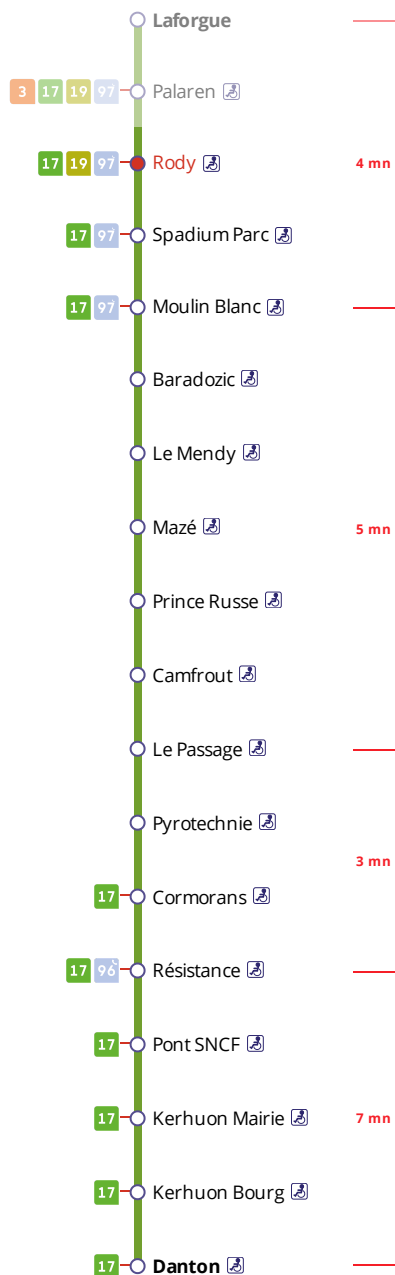 Laforgue
3 17 19 97 Palaren
17 19 97 Rody 4 mn
17 97 Spadium Parc
17 97 Moulin Blanc
Baradozic
Le Mendy
Mazé 5 mn
Prince Russe
Camfrout
Le Passage
Pyrotechnie
3 mn
17 Cormorans
17 96 Résistance
17 Pont SNCF
17 Kerhuon Mairie 7 mn
17 Kerhuon Bourg
17 Danton